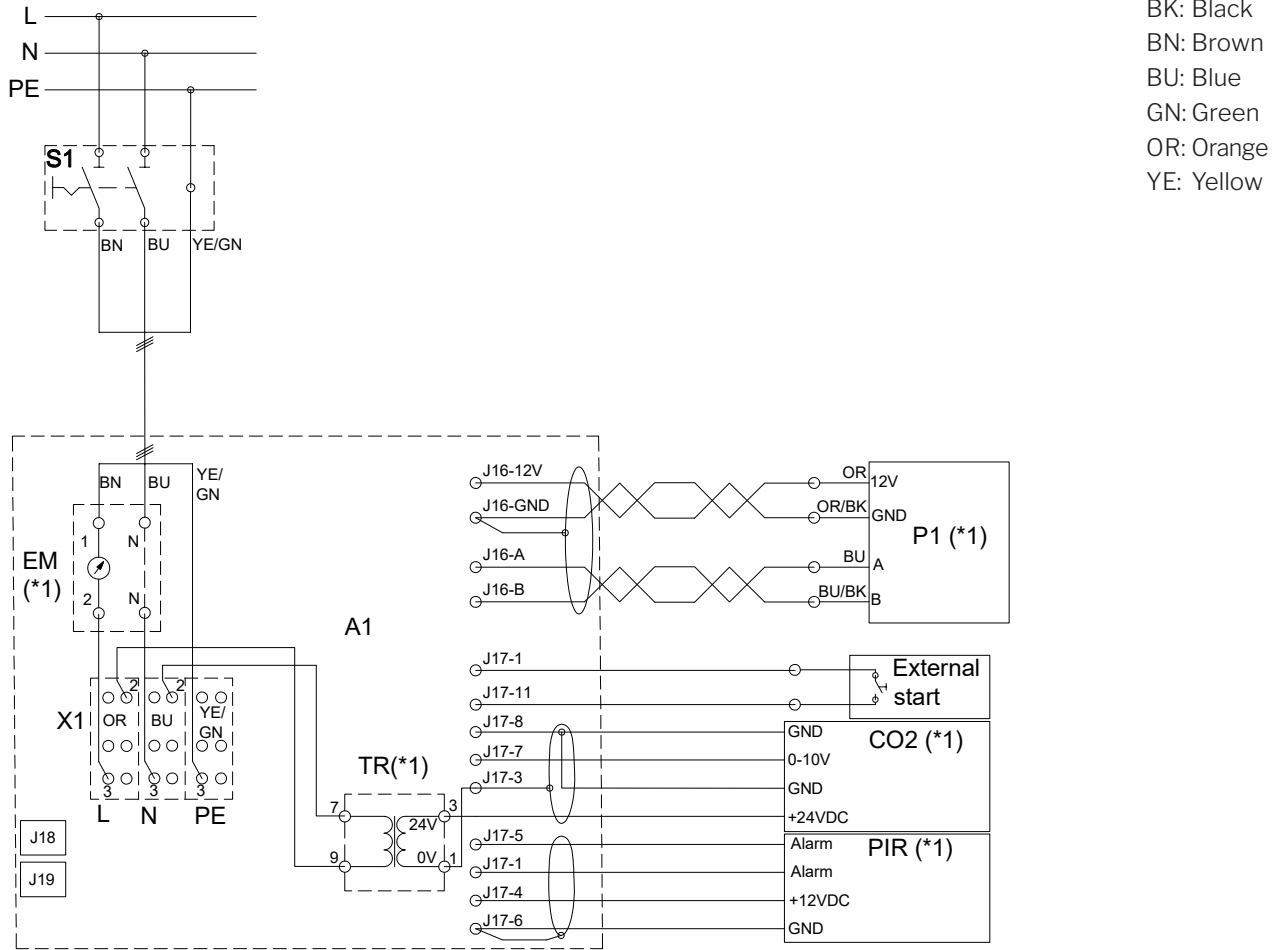 L
N
PE
S1
BN BU YE/GN
BK: Black
BN: Brown
BU: Blue
GN: Green
OR: Orange
YE: Yellow
BN BU YE/
GN
EM
(*1)
1 N
2 N
X1
2 2
OR BU YE/
GN
3 3 3
L N PE
J18
J19
A1
TR(*1)
7 3
24V
9 0V 1
J16-12V
J16-GND
J16-A
J16-B
OR 12V
OR/BK GND
BU A
BU/BK B
P1 (*1)
J17-1
J17-11
External
start
J17-8 GND
J17-7 0-10V
J17-3 GND
+24VDC
CO2 (*1)
J17-5 Alarm
J17-1 Alarm
J17-4 +12VDC
J17-6 GND
PIR (*1)